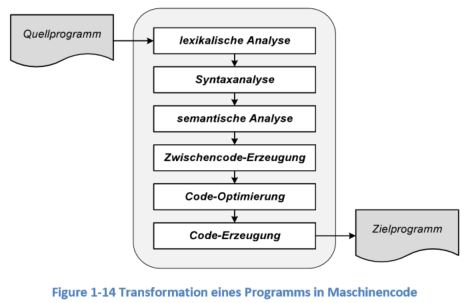 Quellprogramm
lexikalische Analyse
Syntaxanalyse
semantische Analyse
Zwischencode-Erzeugung
Code-Optimierung
Code-Erzeugung
Zielprogramm
Figure 1-14 Transformation eines Programms in Maschinencode